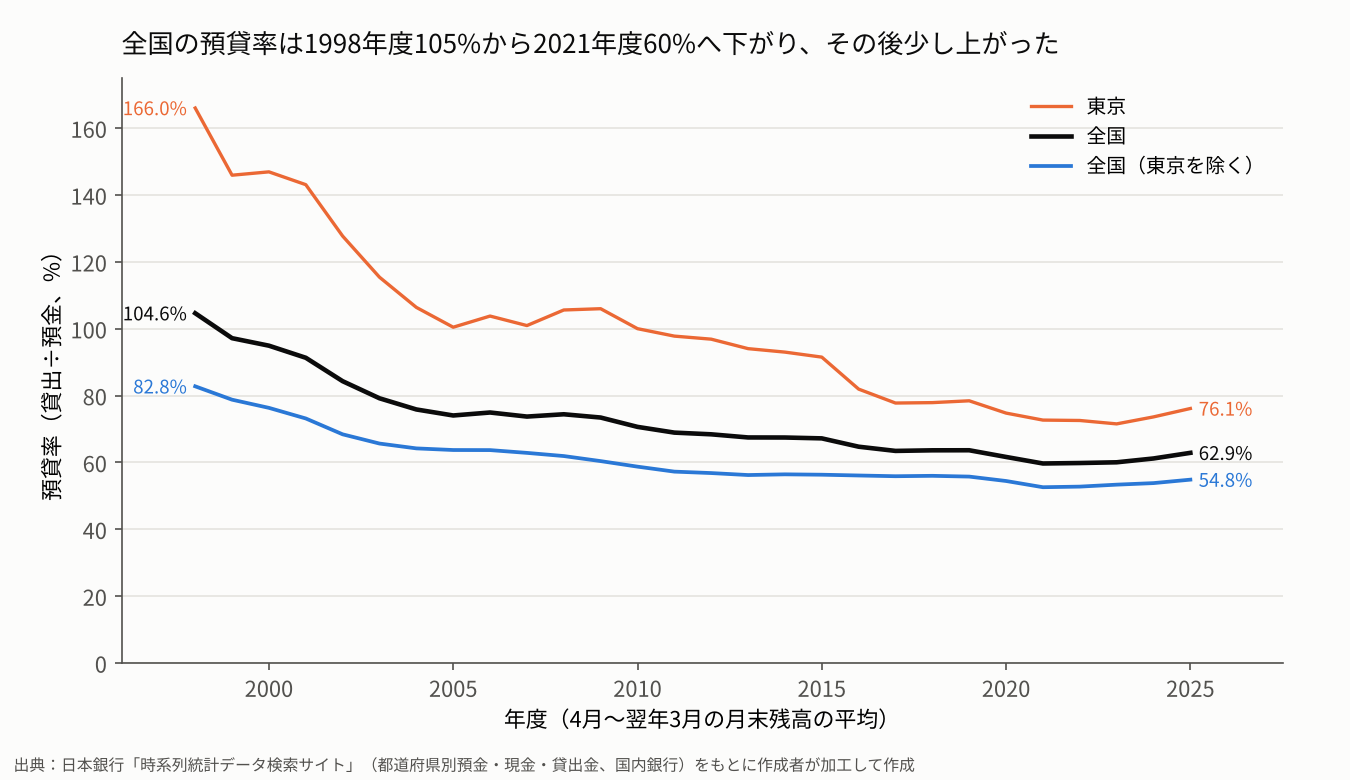 全国の預貸率は1998年度105%から2021年度60%へ下がり、その後少し上がった
166.0%
104.6%
82.8%
東京
全国
全国（東京を除く）
76.1%
62.9%
54.8%
預貸率（貸出÷預金、%）
160
140
120
100
80
60
40
20
0
2000 2005 2010 2015 2020 2025
年度（4月～翌年3月の月末残高の平均）
出典：日本銀行「時系列統計データ検索サイト」（都道府県別預金・現金・貸出金、国内銀行）をもとに作成者が加工して作成